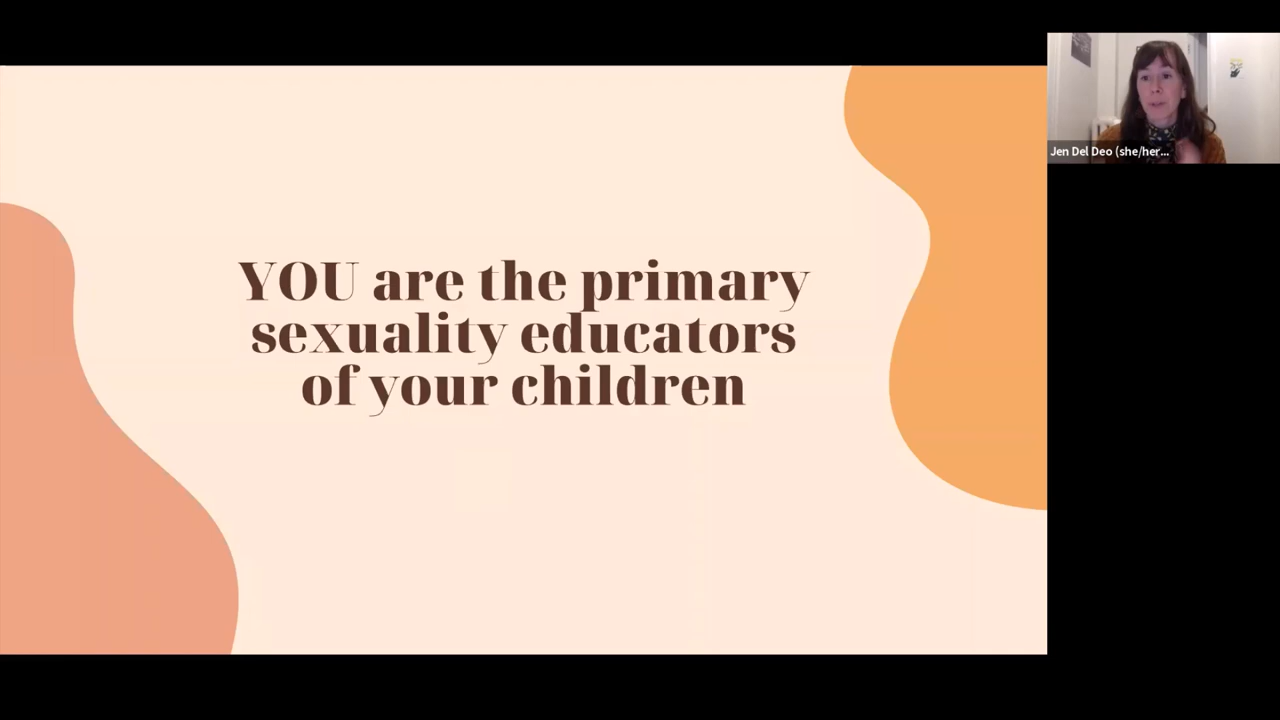 YOU are the primary
sexuality educators
of your children
Jen Del Deo (she/her...